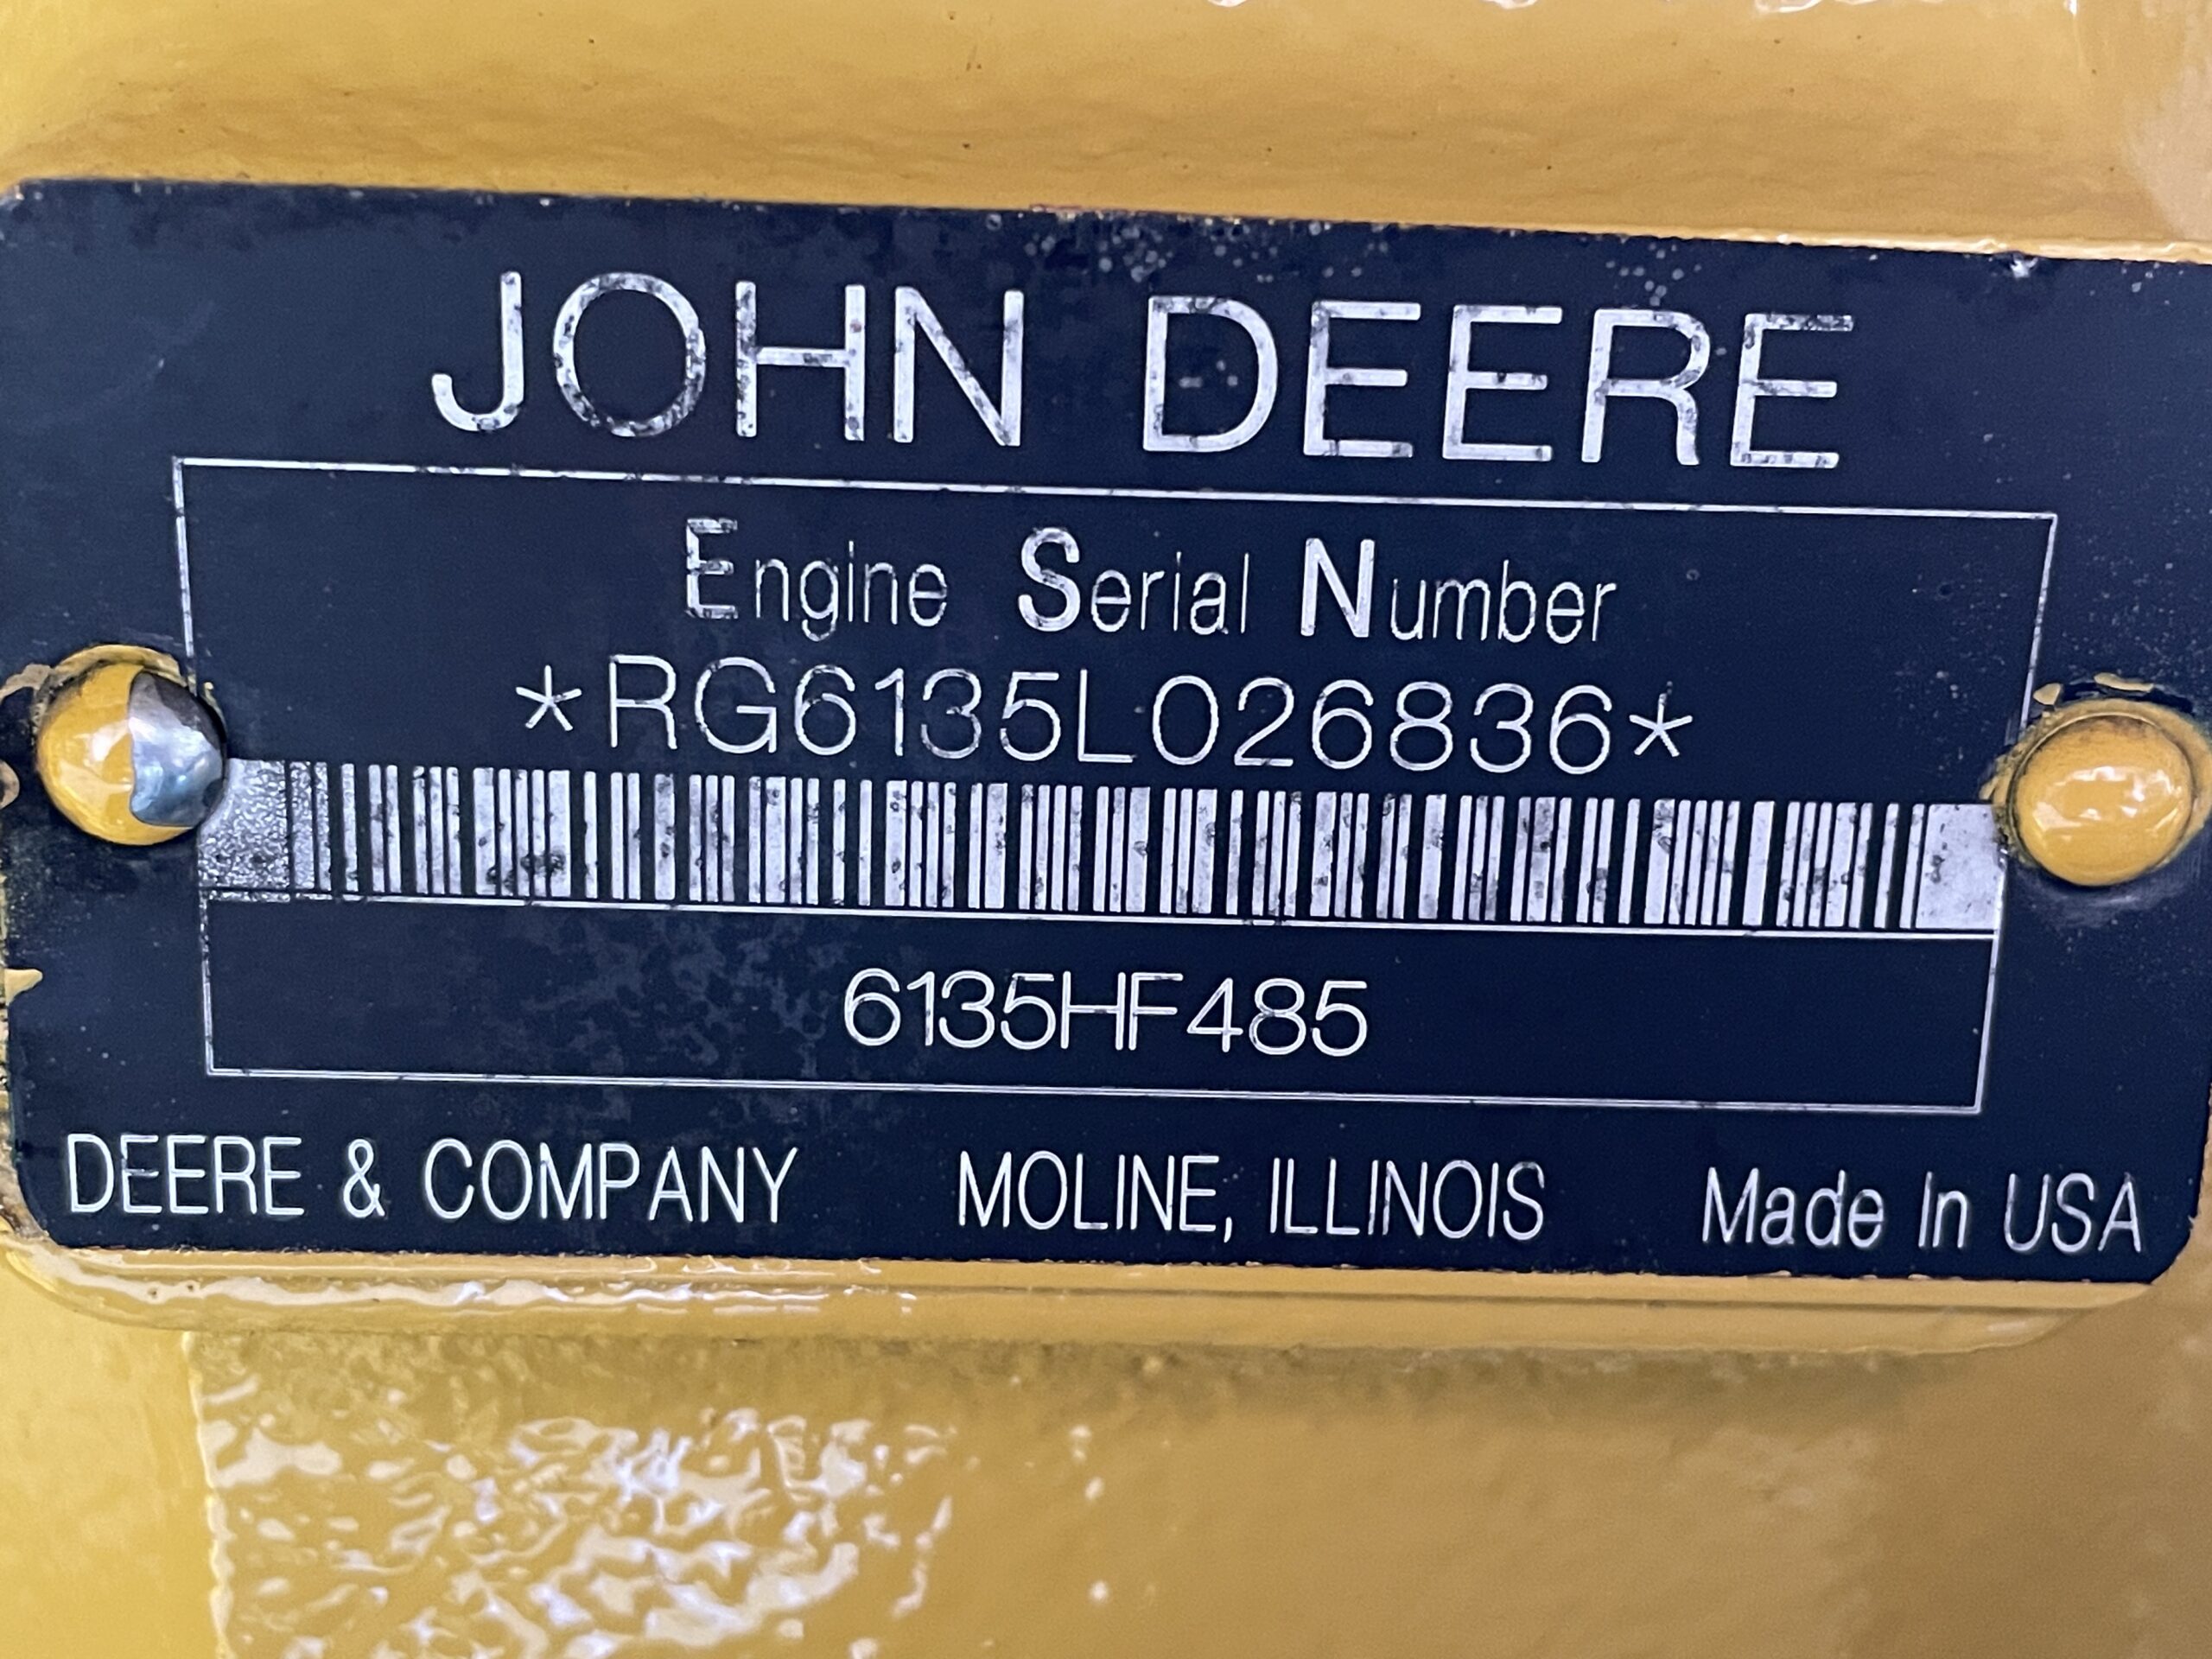 JOHN DEERE
Engine Serial Number
*RG6135L026836*
6135HF485
DEERE & COMPANY MOLINE, ILLINOIS Made In USA